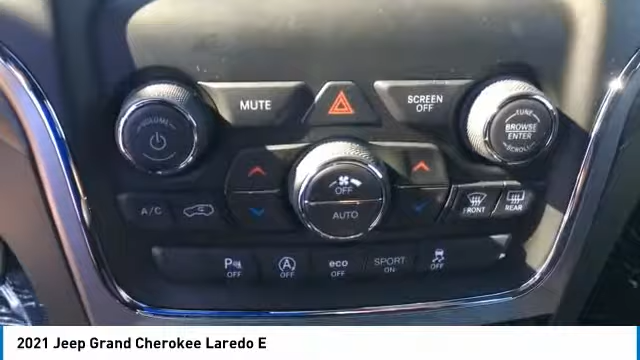 VOLUME
MUTE
SCREEN
OFF
TUNE
BROWSE
ENTER
SCROLL
OFF
AUTO
A/C
FRONT
REAR
P OFF
A OFF
eco OFF
SPORT ON
OFF
2021 Jeep Grand Cherokee Laredo E